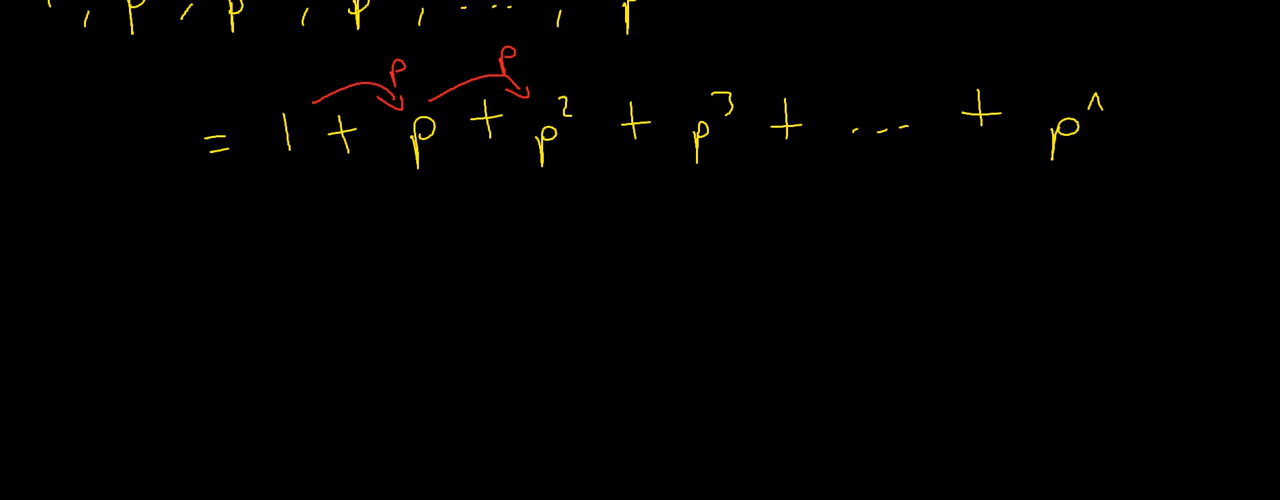 , p , p , p , ... , p
p p
= 1 + p + p² + p³ + ... + p^